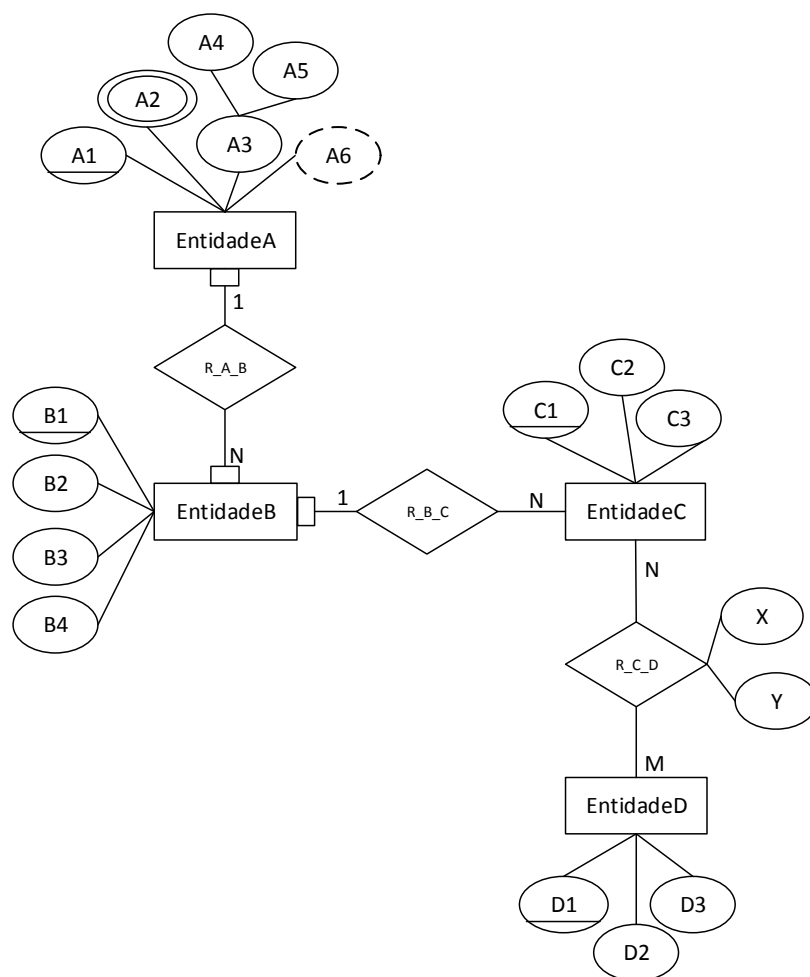 A4
A5
A2
A3
A1
A6
EntidadeA
1
R_A_B
N
B1
B2
B3
B4
EntidadeB
1
R_B_C
N
C1
C2
C3
EntidadeC
N
R_C_D
X
Y
M
EntidadeD
D1
D2
D3